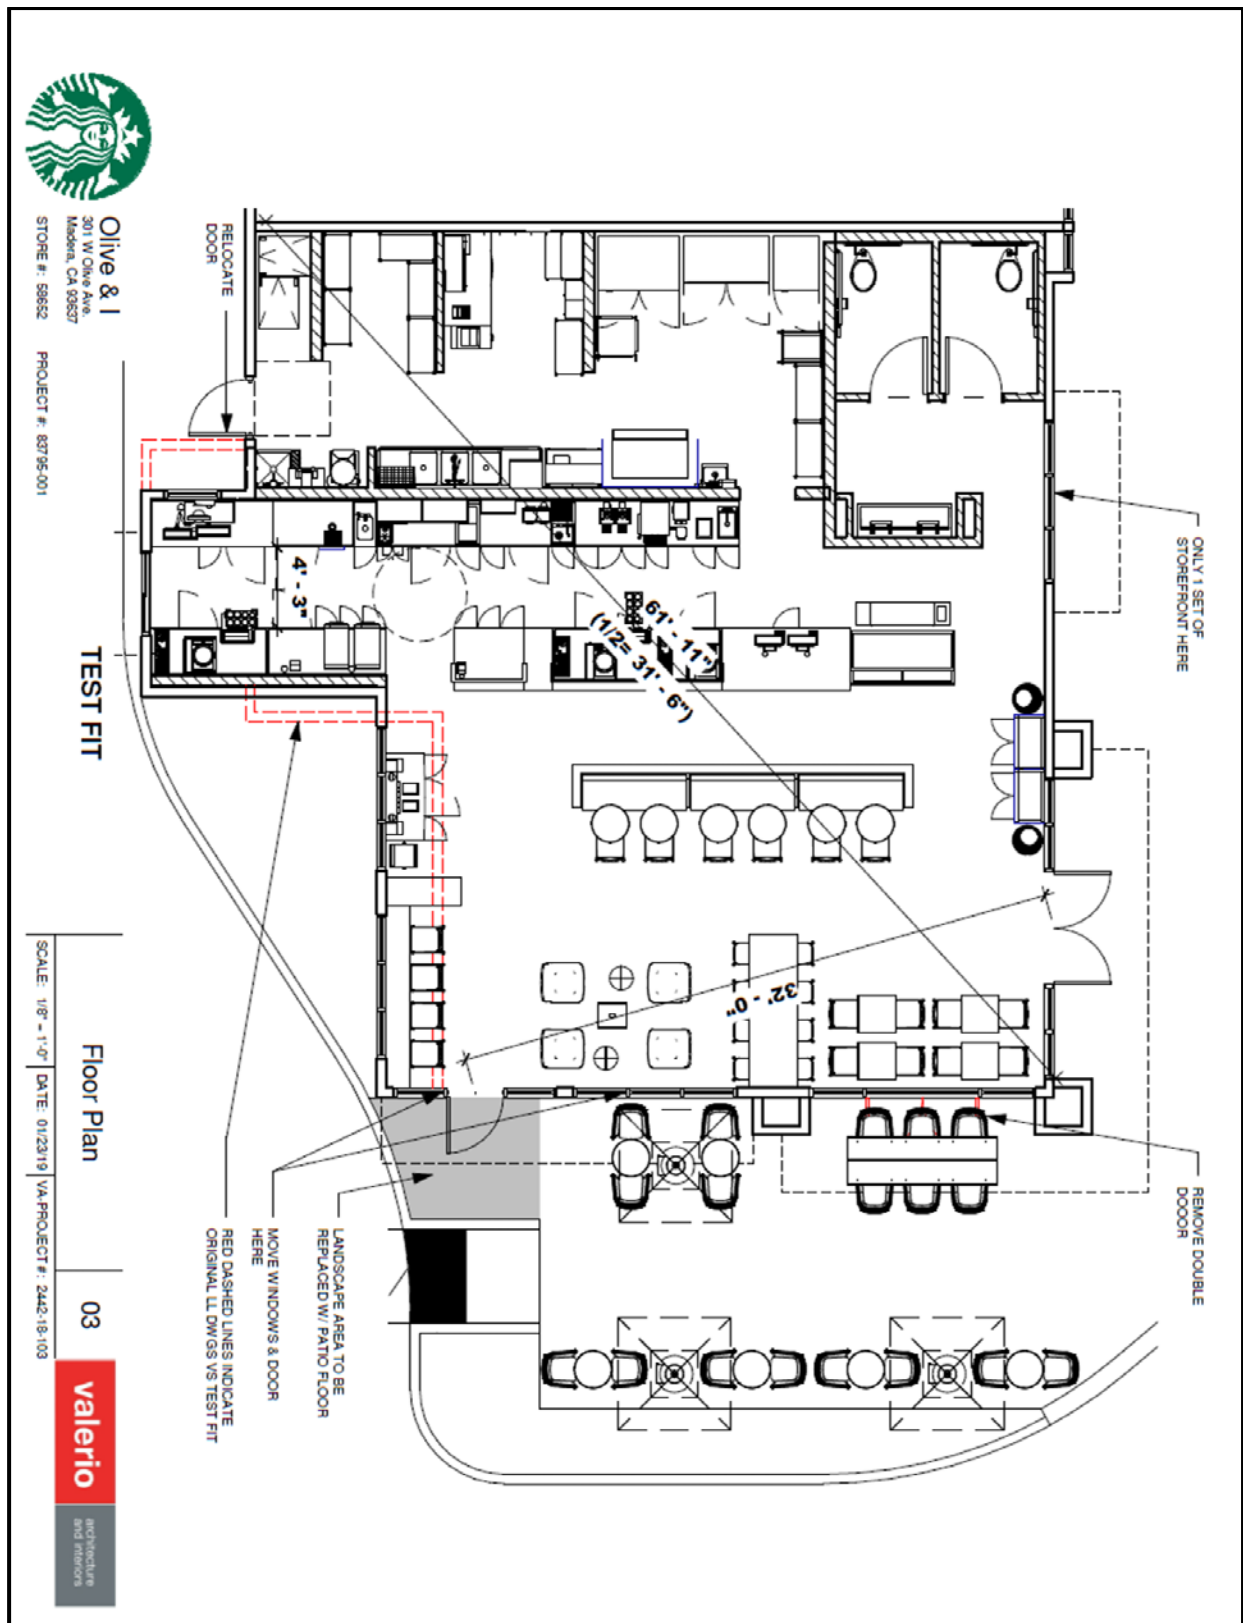 RELOCATE
DOOR
ONLY 1 SET OF
STOREFRONT HERE
4' - 3"
61' - 11")
(1/2= 31' - 6")
32' - 0"
REMOVE DOUBLE
DOOOR
LANDSCAPE AREA TO BE
REPLACED W/ PATIO FLOOR
MOVE WINDOWS & DOOR
HERE
RED DASHED LINES INDICATE
ORIGINAL LL DWGS VS TEST FIT
Olive & I
301 W Olive Ave.
Madera, CA 93637
STORE #: 58652 PROJECT #: 83795-001
TEST FIT
Floor Plan
SCALE: 1/8" = 1'-0" DATE: 01/23/19 VA-PROJECT #: 2442-18-103
03
valerio
architecture
and interiors